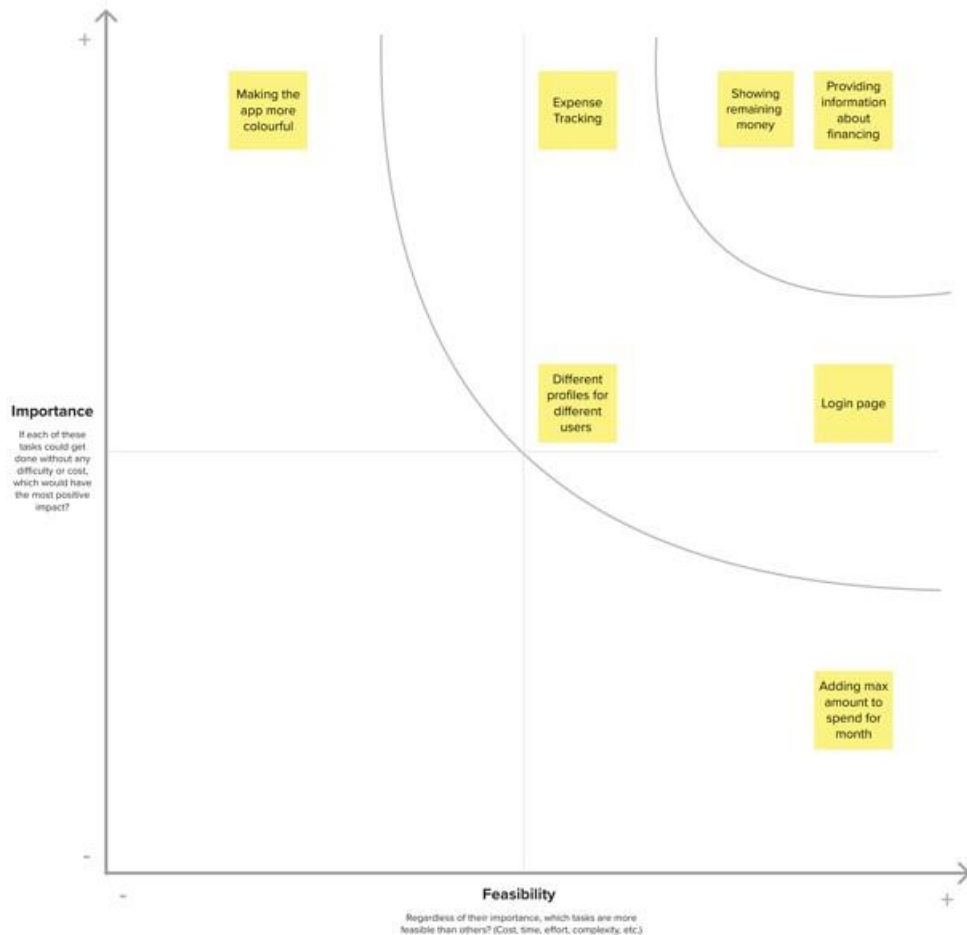 +
Making the
app more
colourful
Expense
Tracking
Showing
remaining
money
Providing
information
about
financing
Different
profiles for
different
users
Login page
Importance
If each of these
tasks could get
done without any
difficulty or cost,
which would have
the most positive
impact?
Adding max
amount to
spend for
month
-
-
Feasibility
+
Regardless of their importance, which tasks are more
feasible than others? (Cost, time, effort, complexity, etc.)